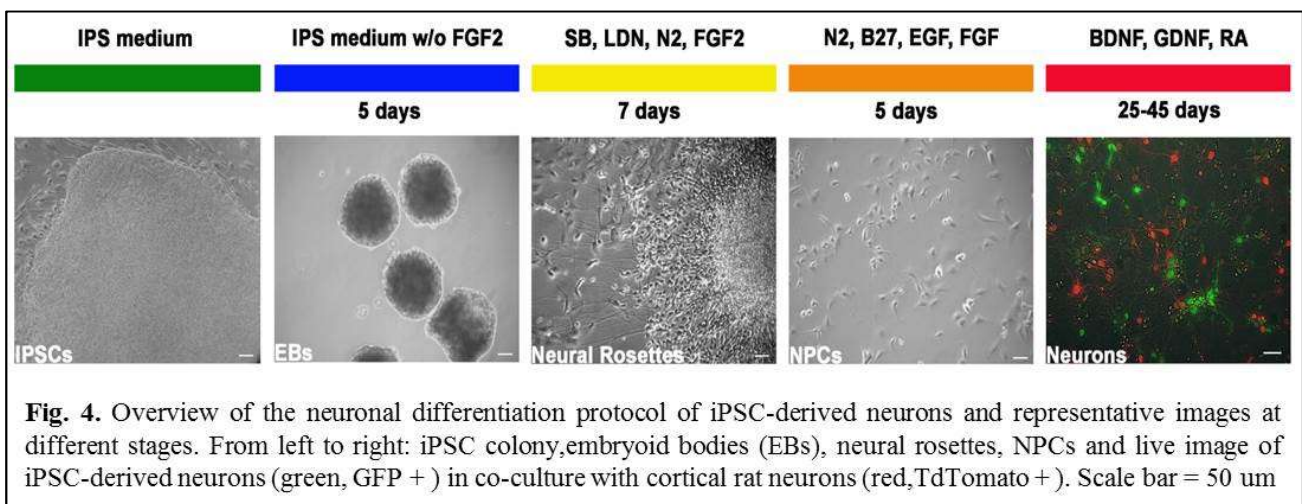 IPS medium
IPS medium w/o FGF2
SB, LDN, N2, FGF2
N2, B27, EGF, FGF
BDNF, GDNF, RA
5 days
7 days
5 days
25-45 days
IPSCs
EBs
Neural Rosettes
NPCs
Neurons
Fig. 4. Overview of the neuronal differentiation protocol of iPSC-derived neurons and representative images at
different stages. From left to right: iPSC colony,embryoid bodies (EBs), neural rosettes, NPCs and live image of
iPSC-derived neurons (green, GFP + ) in co-culture with cortical rat neurons (red,TdTomato + ). Scale bar = 50 um